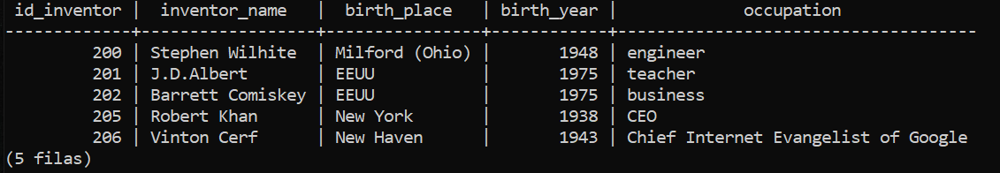 id_inventor | inventor_name | birth_place | birth_year | occupation
-------------+------------------+----------------+------------+-------------------------------------
200 | Stephen Wilhite | Milford (Ohio) | 1948 | engineer
201 | J.D.Albert | EEUU | 1975 | teacher
202 | Barrett Comiskey | EEUU | 1975 | business
205 | Robert Khan | New York | 1938 | CEO
206 | Vinton Cerf | New Haven | 1943 | Chief Internet Evangelist of Google
(5 filas)